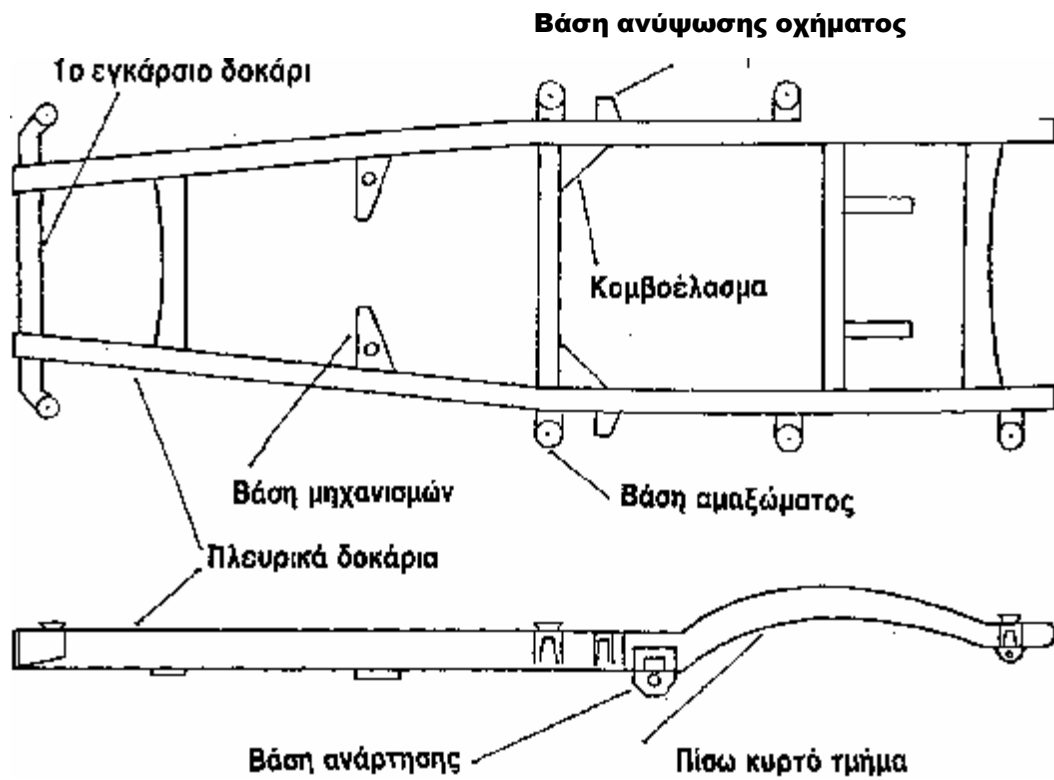 Βάση ανύψωσης οχήματος
1ο εγκάρσιο δοκάρι
Κομβοέλασμα
Βάση μηχανισμών
Βάση αμαξώματος
Πλευρικά δοκάρια
Βάση ανάρτησης
Πίσω κυρτό τμήμα